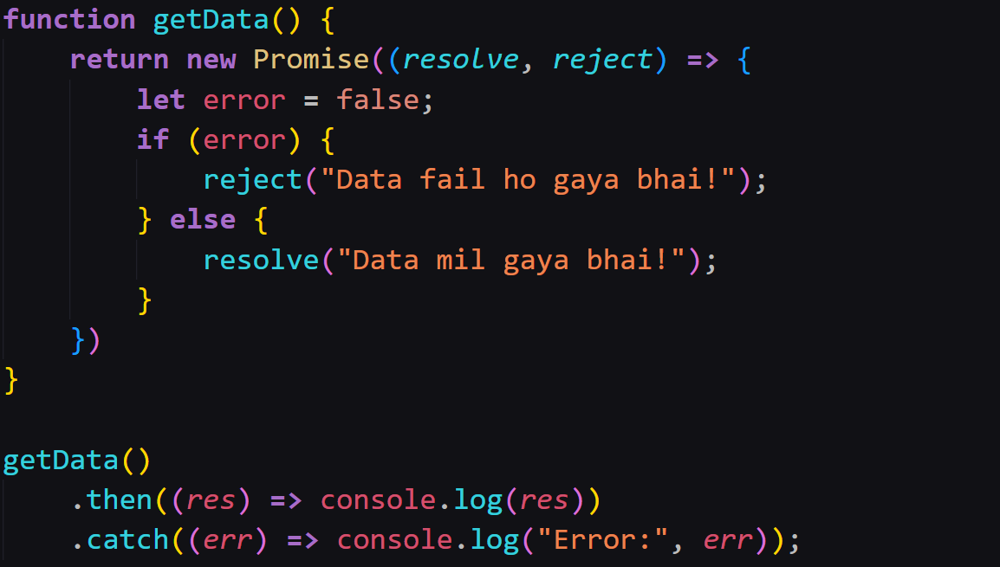 function getData() {
    return new Promise((resolve, reject) => {
        let error = false;
        if (error) {
            reject("Data fail ho gaya bhai!");
        } else {
            resolve("Data mil gaya bhai!");
        }
    })
}

getData()
    .then((res) => console.log(res))
    .catch((err) => console.log("Error:", err));